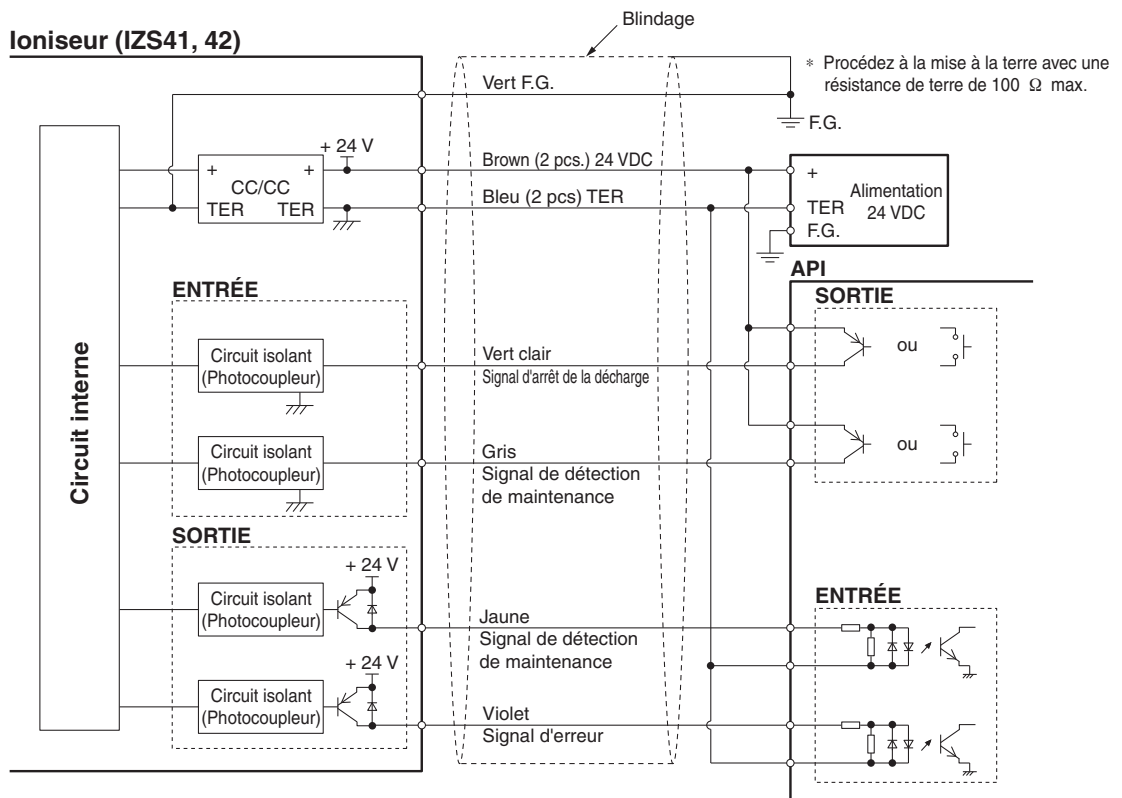 Blindage
Ioniseur (IZS41, 42)
* Procédez à la mise à la terre avec une
résistance de terre de 100 Ω max.
Vert F.G.
F.G.
+ 24 V
Brown (2 pcs.) 24 VDC
+ +
CC/CC
TER TER
Bleu (2 pcs) TER
+
TER
F.G.
Alimentation
24 VDC
API
ENTRÉE
SORTIE
Circuit interne
Circuit isolant
(Photocoupleur)
Vert clair
Signal d'arrêt de la décharge
ou
Circuit isolant
(Photocoupleur)
Gris
Signal de détection
de maintenance
ou
SORTIE
+ 24 V
Circuit isolant
(Photocoupleur)
Jaune
Signal de détection
de maintenance
ENTRÉE
+ 24 V
Circuit isolant
(Photocoupleur)
Violet
Signal d'erreur